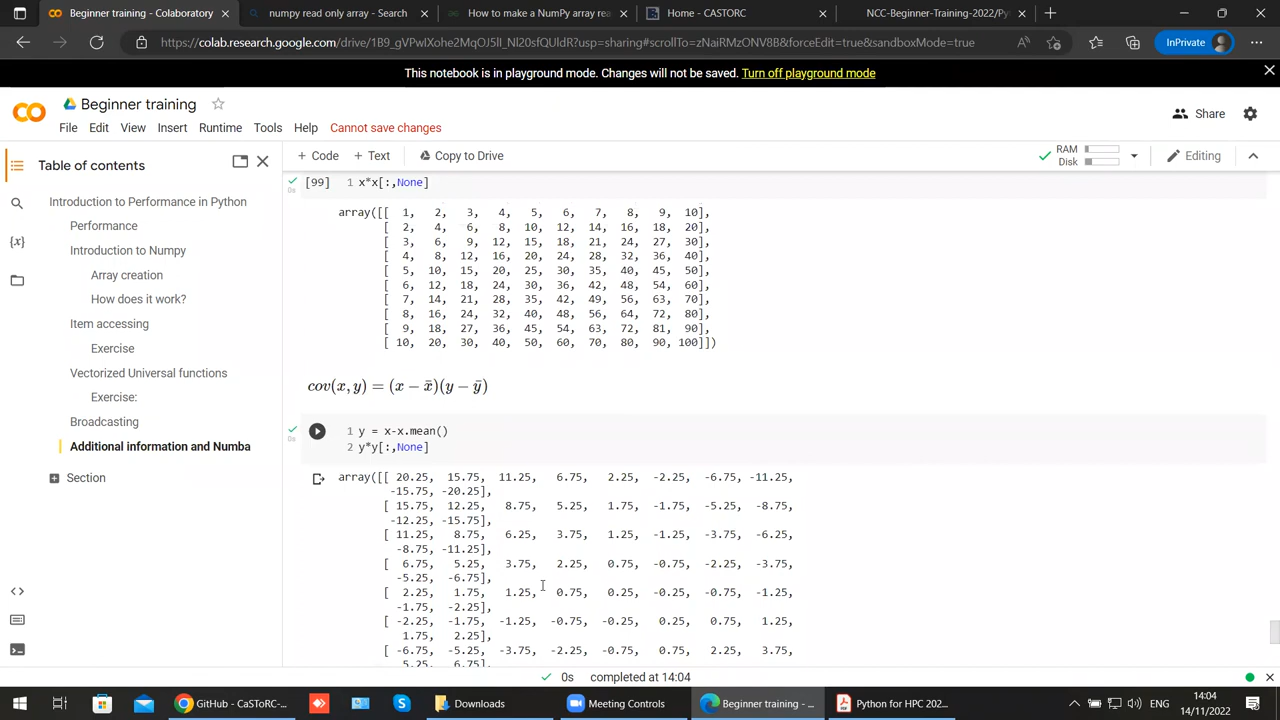 Beginner training - Colaboratory
numpy read only array - Search
How to make a NumPy array rea
Home - CASTORC
NCC-Beginner-Training-2022/Py
https://colab.research.google.com/drive/1B9_gVPwIXohe2MqOJ5lI_Nl20sfQUldR?usp=sharing#scrollTo=zNaiRMzONV8B&forceEdit=true&sandboxMode=true
InPrivate
This notebook is in playground mode. Changes will not be saved. Turn off playground mode
Beginner training
File Edit View Insert Runtime Tools Help Cannot save changes
Share
Table of contents
+ Code + Text Copy to Drive
RAM
Disk
Editing
Introduction to Performance in Python
Performance
Introduction to Numpy
Array creation
How does it work?
Item accessing
Exercise
Vectorized Universal functions
Exercise:
Broadcasting
Additional information and Numba
Section
[99] 1 x*x[:,None]
0s
array([[ 1, 2, 3, 4, 5, 6, 7, 8, 9, 10],
[ 2, 4, 6, 8, 10, 12, 14, 16, 18, 20],
[ 3, 6, 9, 12, 15, 18, 21, 24, 27, 30],
[ 4, 8, 12, 16, 20, 24, 28, 32, 36, 40],
[ 5, 10, 15, 20, 25, 30, 35, 40, 45, 50],
[ 6, 12, 18, 24, 30, 36, 42, 48, 54, 60],
[ 7, 14, 21, 28, 35, 42, 49, 56, 63, 70],
[ 8, 16, 24, 32, 40, 48, 56, 64, 72, 80],
[ 9, 18, 27, 36, 45, 54, 63, 72, 81, 90],
[ 10, 20, 30, 40, 50, 60, 70, 80, 90, 100]])
cov(x, y) = (x − x̄)(y − ȳ)
1 y = x-x.mean()
0s
2 y*y[:,None]
array([[ 20.25, 15.75, 11.25, 6.75, 2.25, -2.25, -6.75, -11.25,
-15.75, -20.25],
[ 15.75, 12.25, 8.75, 5.25, 1.75, -1.75, -5.25, -8.75,
-12.25, -15.75],
[ 11.25, 8.75, 6.25, 3.75, 1.25, -1.25, -3.75, -6.25,
-8.75, -11.25],
[ 6.75, 5.25, 3.75, 2.25, 0.75, -0.75, -2.25, -3.75,
-5.25, -6.75],
[ 2.25, 1.75, 1.25, 0.75, 0.25, -0.25, -0.75, -1.25,
-1.75, -2.25],
[ -2.25, -1.75, -1.25, -0.75, -0.25, 0.25, 0.75, 1.25,
1.75, 2.25],
[ -6.75, -5.25, -3.75, -2.25, -0.75, 0.75, 2.25, 3.75,
5.25, 6.75],
0s completed at 14:04
GitHub - CaSToRC-...
Downloads
Meeting Controls
Beginner training - ...
Python for HPC 202...
ENG
14:04
14/11/2022